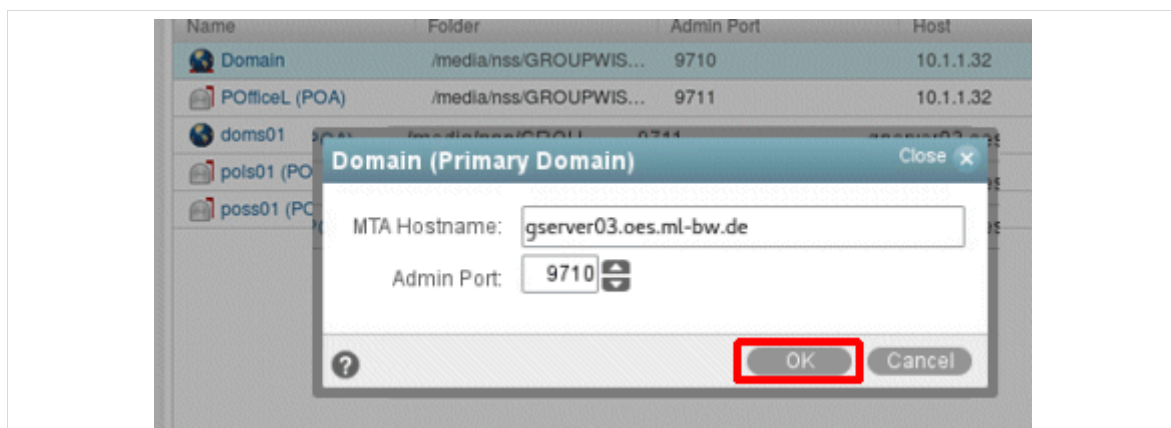 Name Folder Admin Port Host
Domain /media/nss/GROUPWIS... 9710 10.1.1.32
POfficeL (POA) /media/nss/GROUPWIS... 9711 10.1.1.32
doms01
pols01 (PO
poss01 (PO
Domain (Primary Domain) Close
MTA Hostname: gserver03.oes.ml-bw.de
Admin Port: 9710
? OK Cancel